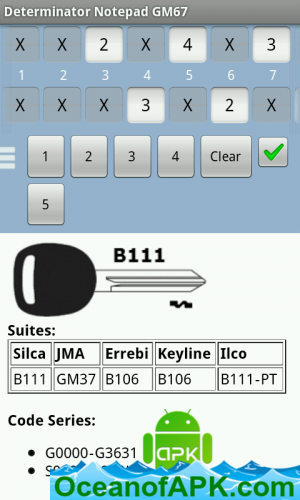 Determinator Notepad GM67
X X 2 X 4 X 3
1 2 3 4 5 6 7
X X X 3 X 2 X
1 2 3 4 Clear
5
B111
Suites:
Silca JMA Errebi Keyline Ilco
B111 GM37 B106 B106 B111-PT
Code Series:
G0000-G3631
APK
OceanofAPK.com